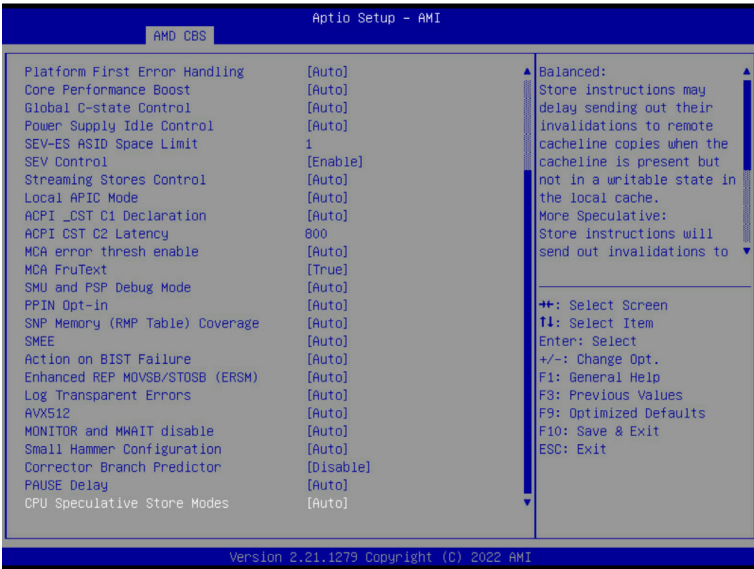 Aptio Setup – AMI
AMD CBS
Platform First Error Handling [Auto]
Core Performance Boost [Auto]
Global C-state Control [Auto]
Power Supply Idle Control [Auto]
SEV-ES ASID Space Limit 1
SEV Control [Enable]
Streaming Stores Control [Auto]
Local APIC Mode [Auto]
ACPI _CST C1 Declaration [Auto]
ACPI CST C2 Latency 800
MCA error thresh enable [Auto]
MCA FruText [True]
SMU and PSP Debug Mode [Auto]
PPIN Opt-in [Auto]
SNP Memory (RMP Table) Coverage [Auto]
SMEE [Auto]
Action on BIST Failure [Auto]
Enhanced REP MOVSB/STOSB (ERSM) [Auto]
Log Transparent Errors [Auto]
AVX512 [Auto]
MONITOR and MWAIT disable [Auto]
Small Hammer Configuration [Auto]
Corrector Branch Predictor [Disable]
PAUSE Delay [Auto]
CPU Speculative Store Modes [Auto]
Balanced:
Store instructions may
delay sending out their
invalidations to remote
cacheline copies when the
cacheline is present but
not in a writable state in
the local cache.
More Speculative:
Store instructions will
send out invalidations to
→←: Select Screen
↑↓: Select Item
Enter: Select
+/-: Change Opt.
F1: General Help
F3: Previous Values
F9: Optimized Defaults
F10: Save & Exit
ESC: Exit
Version 2.21.1279 Copyright (C) 2022 AMI